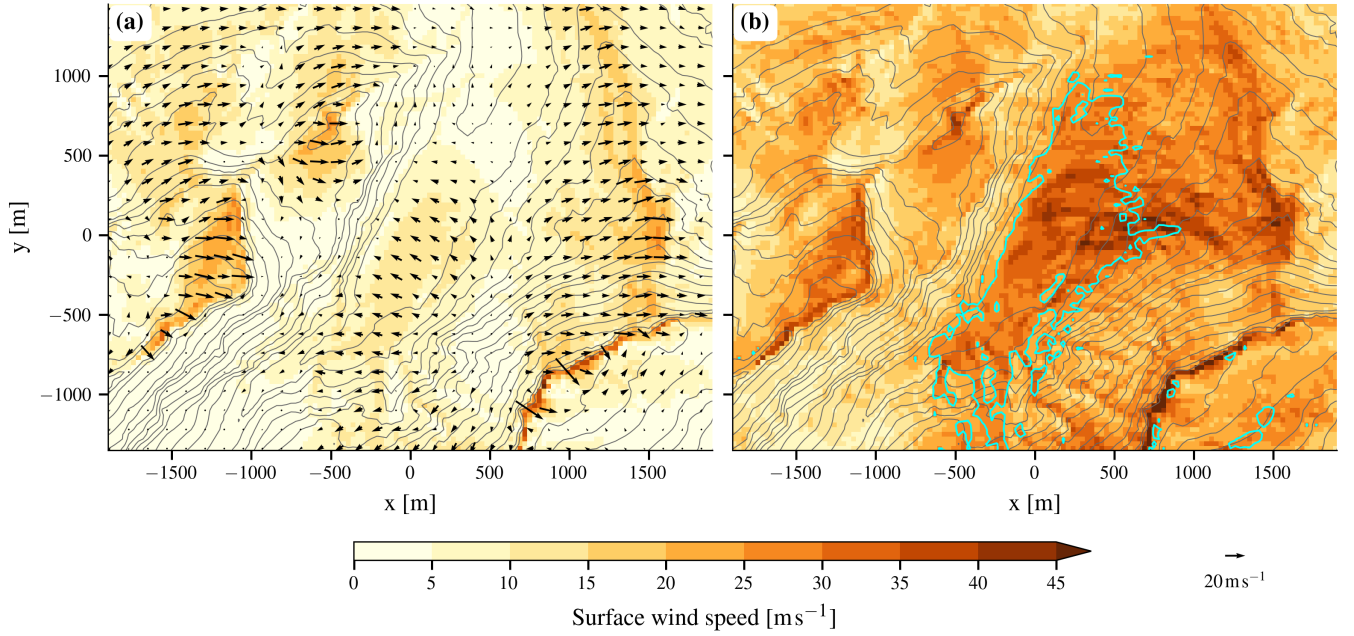 (a)
(b)
y [m]
1000
500
0
−500
−1000
−1500 −1000 −500 0 500 1000 1500
−1500 −1000 −500 0 500 1000 1500
x [m]
x [m]
0 5 10 15 20 25 30 35 40 45
20 m s⁻¹
Surface wind speed [m s⁻¹]